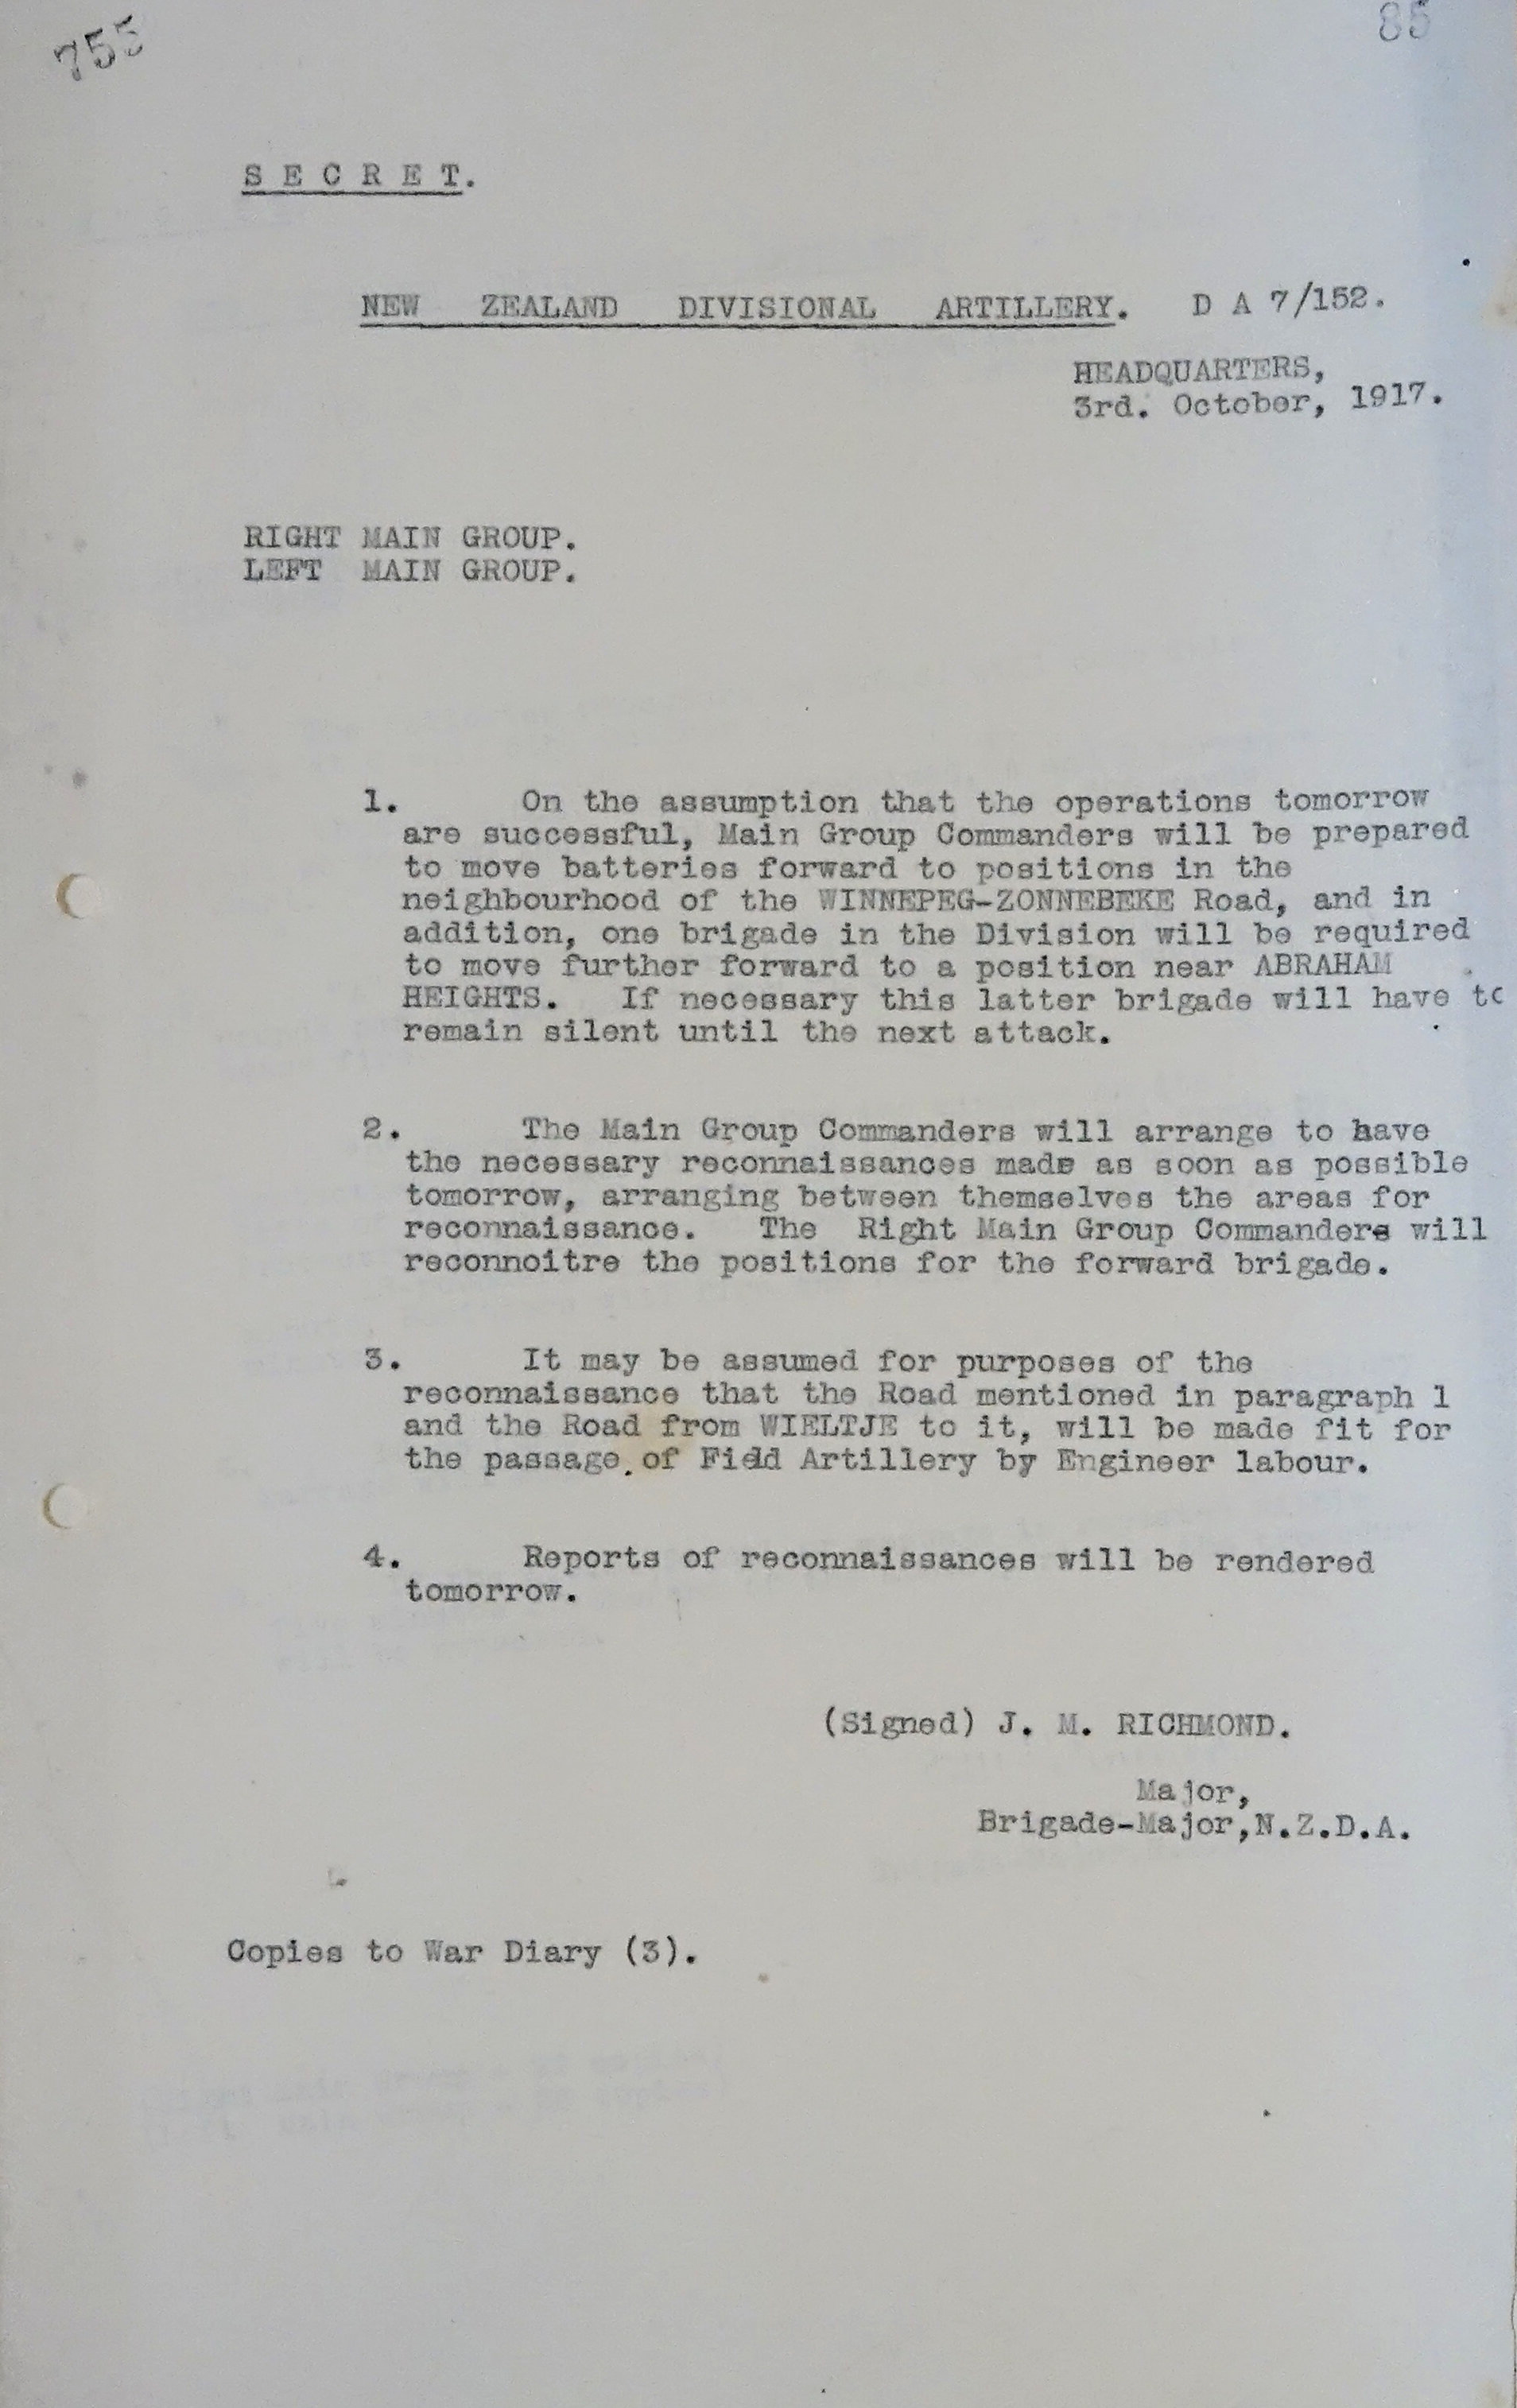 755
85
S E C R E T.
NEW ZEALAND DIVISIONAL ARTILLERY. D A 7/152.
HEADQUARTERS,
3rd. October, 1917.
RIGHT MAIN GROUP.
LEFT MAIN GROUP.
1. On the assumption that the operations tomorrow
are successful, Main Group Commanders will be prepared
to move batteries forward to positions in the
neighbourhood of the WINNEPEG-ZONNEBEKE Road, and in
addition, one brigade in the Division will be required
to move further forward to a position near ABRAHAM
HEIGHTS. If necessary this latter brigade will have to
remain silent until the next attack.
2. The Main Group Commanders will arrange to have
the necessary reconnaissances made as soon as possible
tomorrow, arranging between themselves the areas for
reconnaissance. The Right Main Group Commanders will
reconnoitre the positions for the forward brigade.
3. It may be assumed for purposes of the
reconnaissance that the Road mentioned in paragraph 1
and the Road from WIELTJE to it, will be made fit for
the passage of Field Artillery by Engineer labour.
4. Reports of reconnaissances will be rendered
tomorrow.
(Signed) J. M. RICHMOND.
Major,
Brigade-Major,N.Z.D.A.
Copies to War Diary (3).